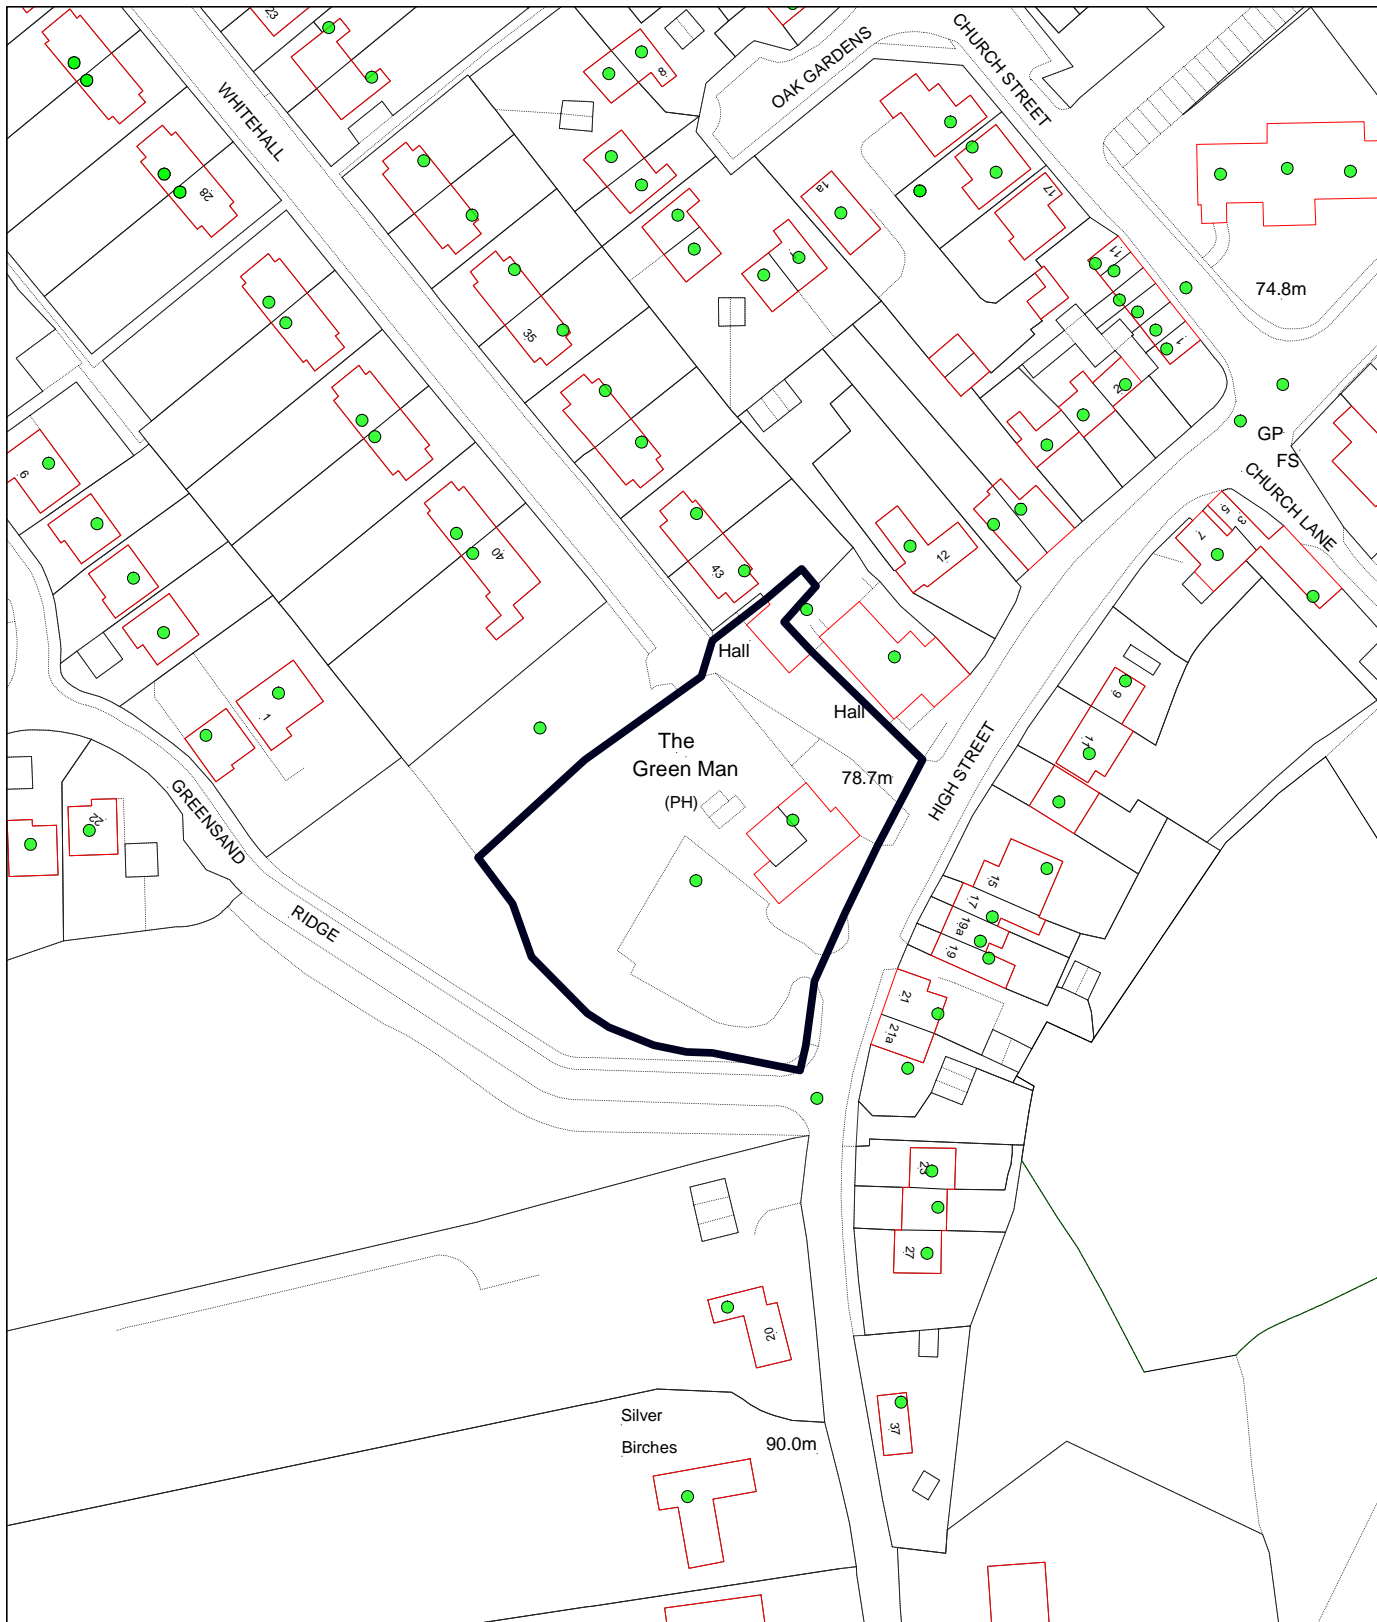 23
8
OAK GARDENS
CHURCH STREET
WHITEHALL
28
1a
17
11
74.8m
35
1
2
GP
FS
CHURCH LANE
6
5
3
7
40
43
12
Hall
9
1
Hall
HIGH STREET
The
Green Man
(PH)
78.7m
11
22
GREENSAND
RIDGE
15
17
19a
19
21
21a
23
27
20
Silver
Birches
90.0m
37